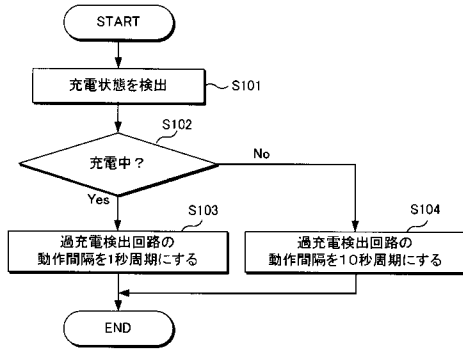 START
充電状態を検出
S101
S102
充電中？
No
Yes
S103
S104
過充電検出回路の
動作間隔を1秒周期にする
過充電検出回路の
動作間隔を10秒周期にする
END